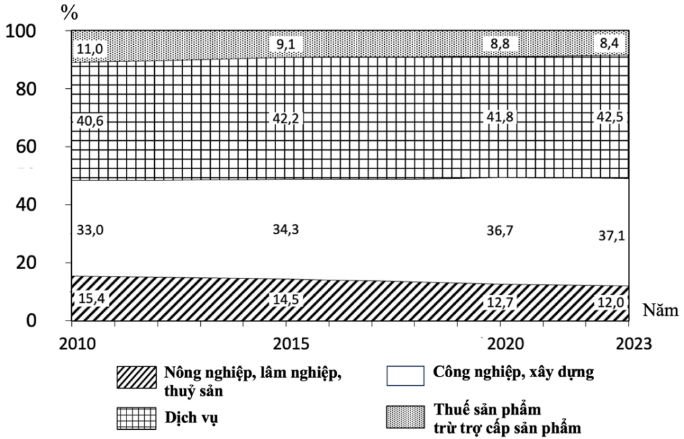 %
100
80
60
40
20
0
11,0 9,1 8,8 8,4
40,6 42,2 41,8 42,5
33,0 34,3 36,7 37,1
15,4 14,5 12,7 12,0
Năm
2010 2015 2020 2023
Nông nghiệp, lâm nghiệp,
thuỷ sản
Công nghiệp, xây dựng
Dịch vụ
Thuế sản phẩm
trừ trợ cấp sản phẩm